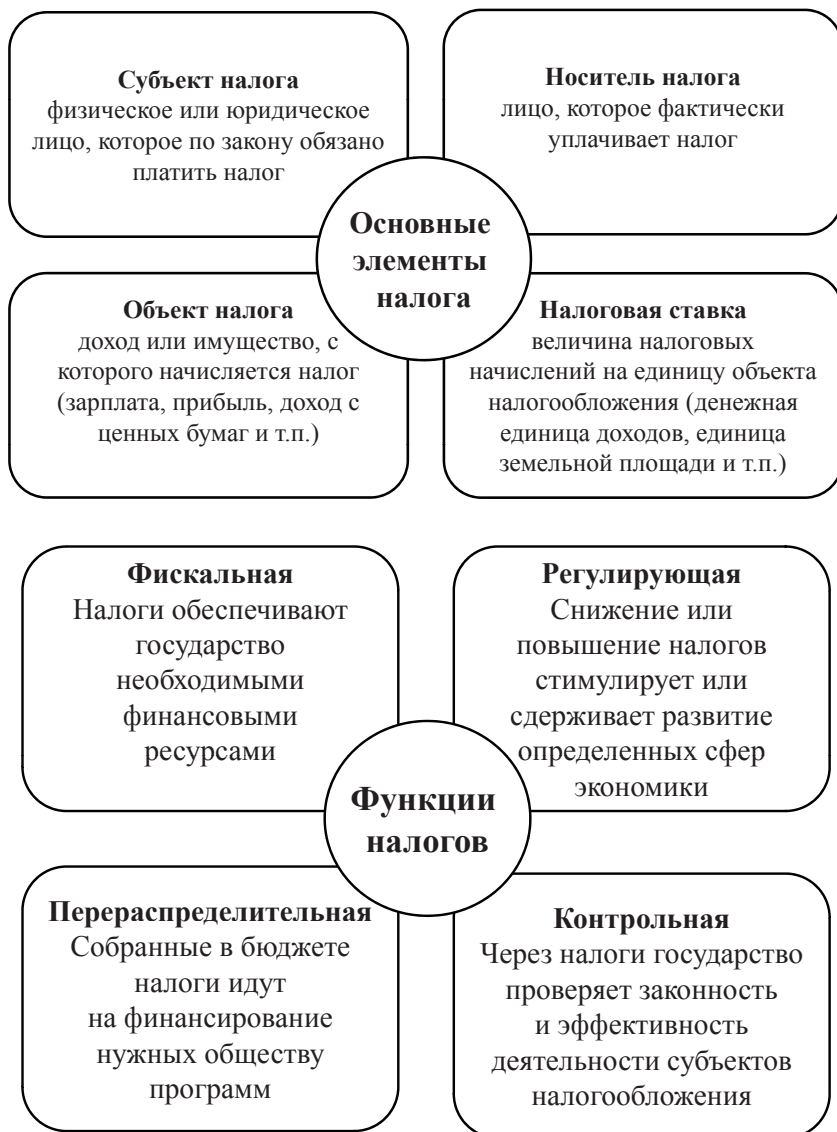 Субъект налога
физическое или юридическое
лицо, которое по закону обязано
платить налог
Носитель налога
лицо, которое фактически
уплачивает налог
Основные
элементы
налога
Объект налога
доход или имущество, с
которого начисляется налог
(зарплата, прибыль, доход с
ценных бумаг и т.п.)
Налоговая ставка
величина налоговых
начислений на единицу объекта
налогообложения (денежная
единица доходов, единица
земельной площади и т.п.)
Фискальная
Налоги обеспечивают
государство
необходимыми
финансовыми
ресурсами
Регулирующая
Снижение или
повышение налогов
стимулирует или
сдерживает развитие
определенных сфер
экономики
Функции
налогов
Перераспределительная
Собранные в бюджете
налоги идут
на финансирование
нужных обществу
программ
Контрольная
Через налоги государство
проверяет законность
и эффективность
деятельности субъектов
налогообложения